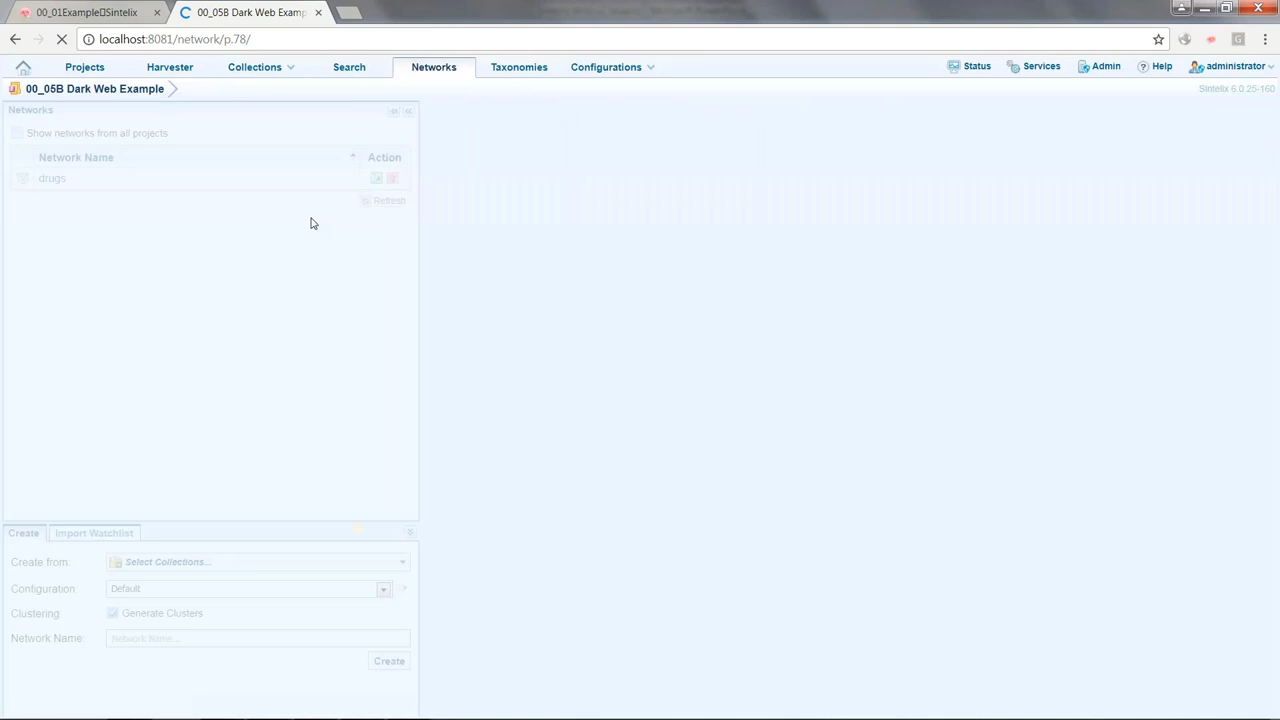 00_01Example Sintelix
00_05B Dark Web Examp
localhost:8081/network/p.78/
Projects Harvester Collections Search Networks Taxonomies Configurations Status Services Admin Help administrator
00_05B Dark Web Example
Sintelix 6.0.25-160
Networks
Show networks from all projects
Network Name Action
drugs
Refresh
Create Import Watchlist
Create from: Select Collections...
Configuration: Default
Clustering: Generate Clusters
Network Name: Network Name...
Create